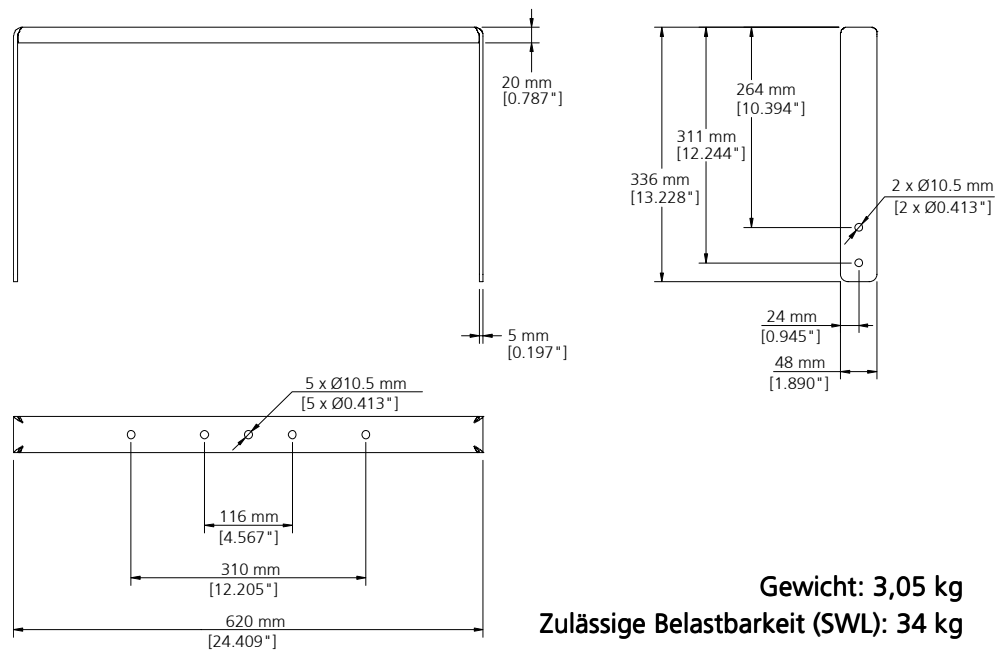 20 mm
[0.787"]
264 mm
[10.394"]
311 mm
[12.244"]
336 mm
[13.228"]
2 x Ø10.5 mm
[2 x Ø0.413"]
24 mm
[0.945"]
5 mm
[0.197"]
48 mm
[1.890"]
5 x Ø10.5 mm
[5 x Ø0.413"]
116 mm
[4.567"]
310 mm
[12.205"]
620 mm
[24.409"]
Gewicht: 3,05 kg
Zulässige Belastbarkeit (SWL): 34 kg